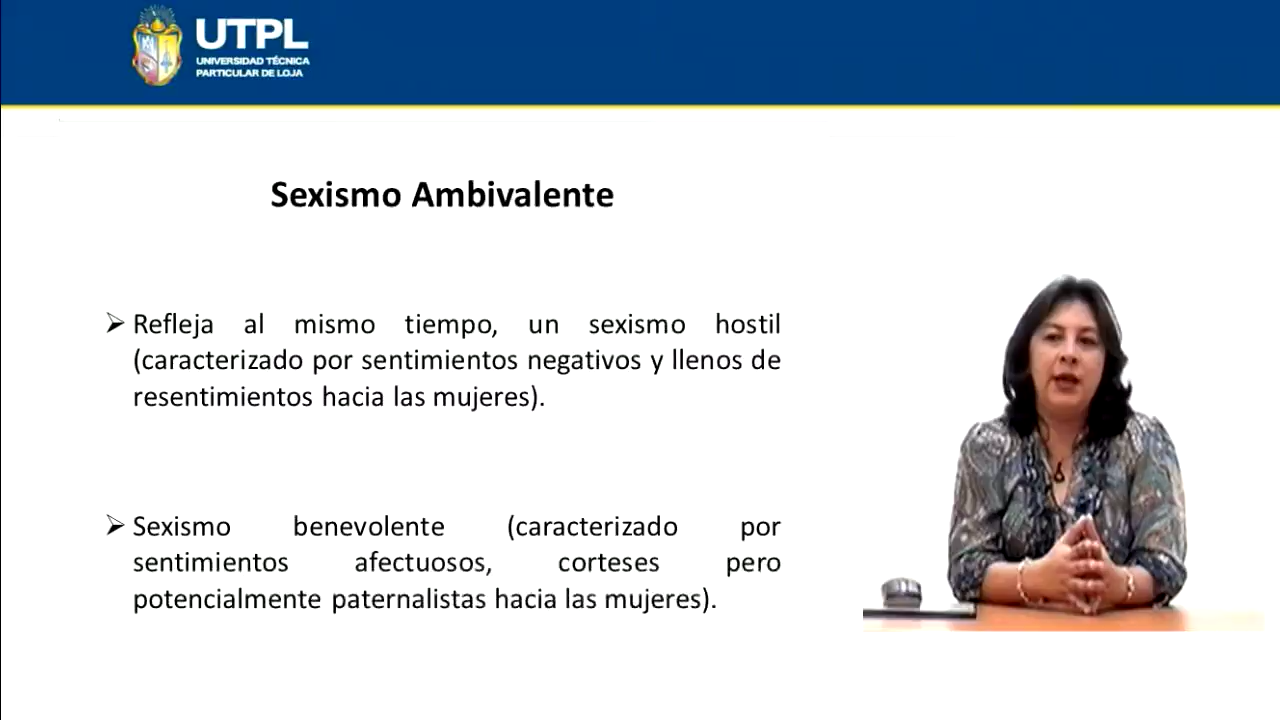 UTPL
UNIVERSIDAD TÉCNICA
PARTICULAR DE LOJA
Sexismo Ambivalente
➢ Refleja al mismo tiempo, un sexismo hostil
(caracterizado por sentimientos negativos y llenos de
resentimientos hacia las mujeres).
➢ Sexismo benevolente (caracterizado por
sentimientos afectuosos, corteses pero
potencialmente paternalistas hacia las mujeres).